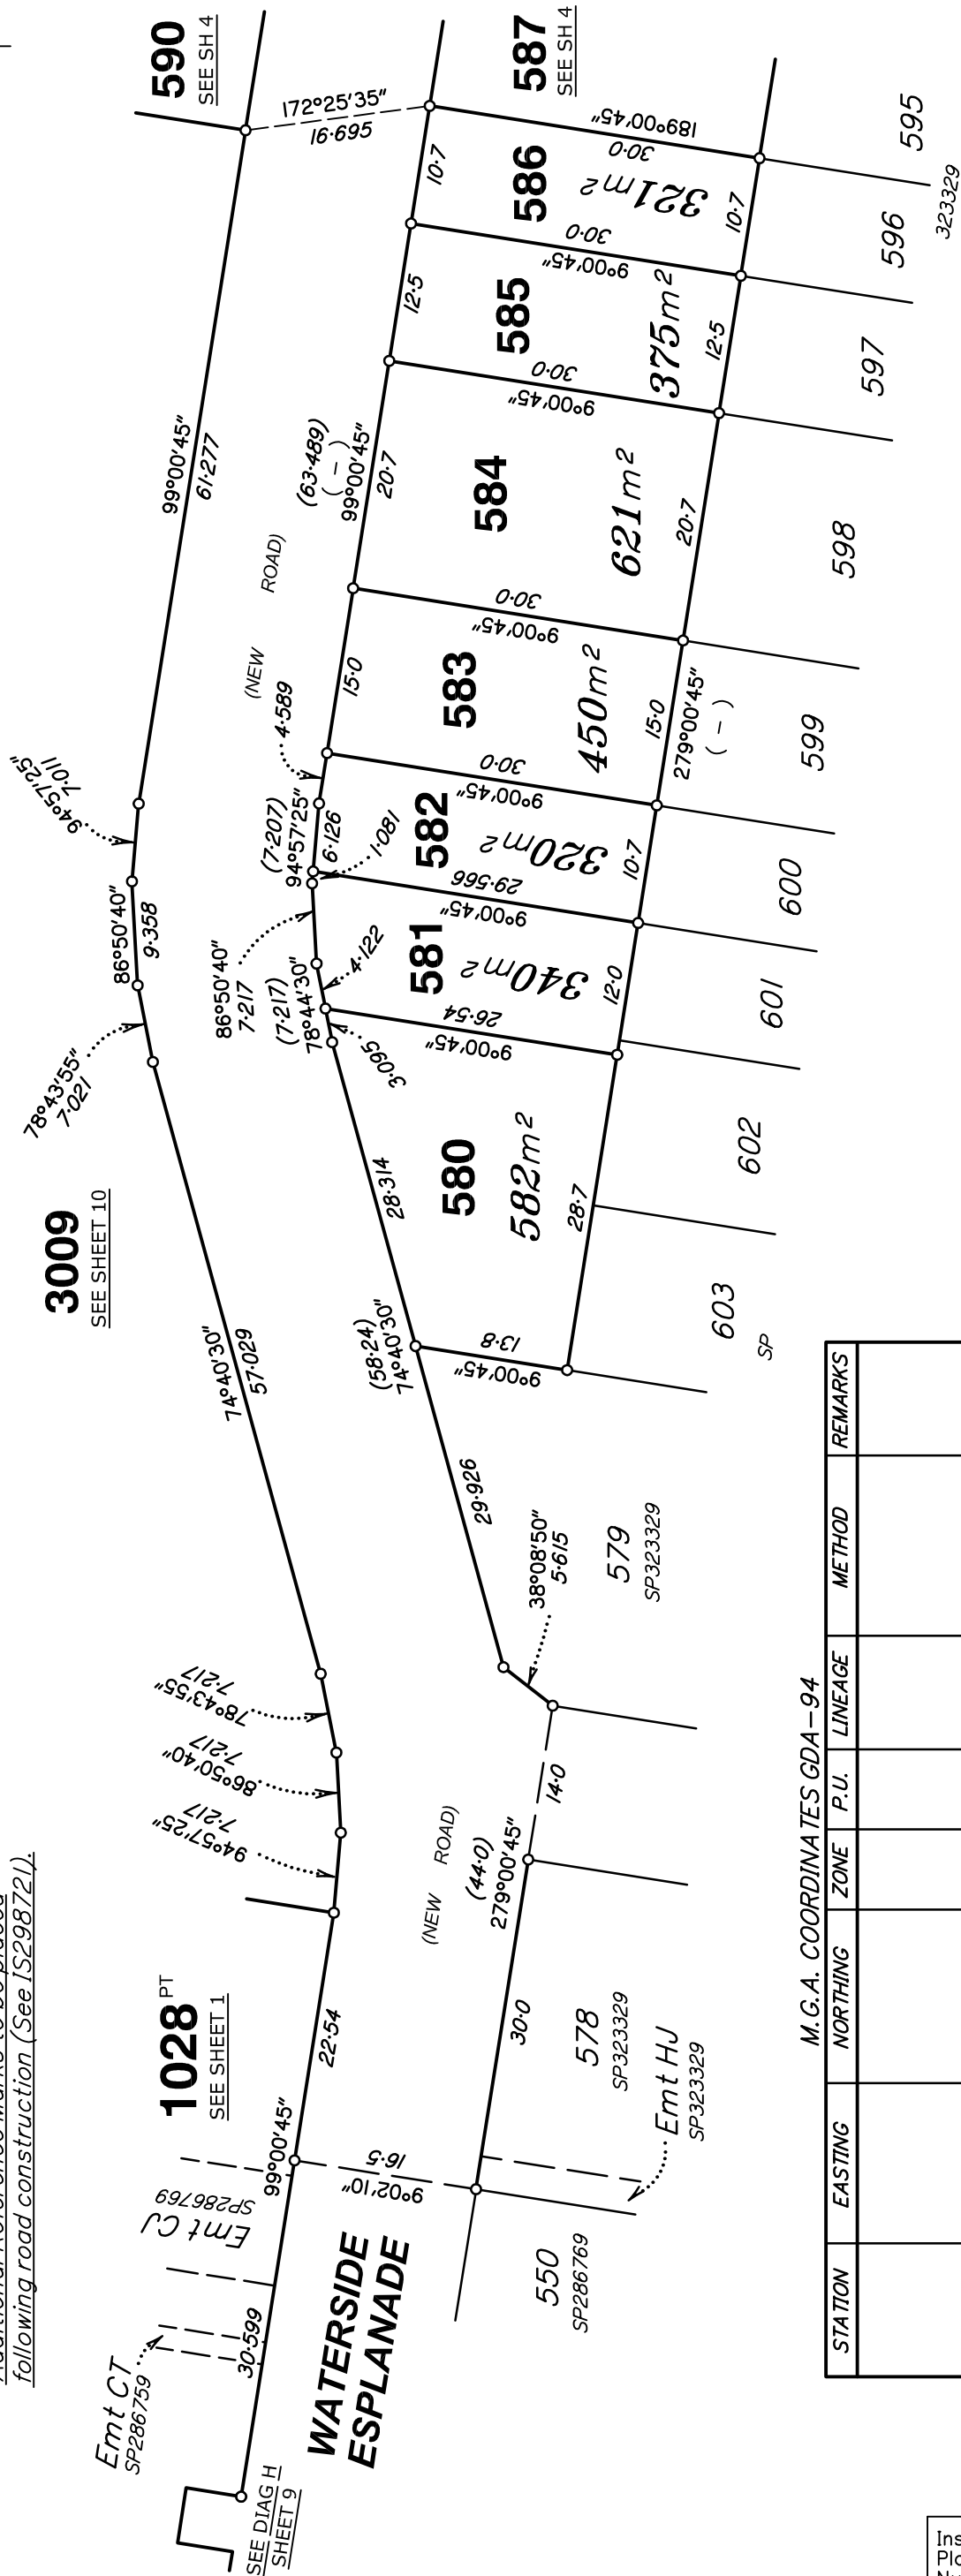 Additional Reference Marks to be placed
following road construction (See IS298721).
590
SEE SH 4
587
SEE SH 4
172°25'35"
16·695
99°00'45"
61·277
94°57'25"
7·011
86°50'40"
9·358
78°43'55"
7·021
3009
SEE SHEET 10
74°40'30"
57·029
78°43'55"
7·217
86°50'40"
7·217
94°57'25"
7·217
1028 PT
SEE SHEET 1
22·54
99°00'45"
Emt CJ
SP286769
30·599
Emt CT
SP286759
SEE DIAG H
SHEET 9
WATERSIDE
ESPLANADE
9°02'10"
16·5
(NEW ROAD)
(44·0)
279°00'45"
30·0
14·0
550
SP286769
Emt HJ
SP323329
578
SP323329
579
SP323329
38°08'50"
5·615
29·926
(58·24)
74°40'30"
28·314
9°00'45"
13·8
580
582m²
28·7
3·095
9°00'45"
26·54
4·122
(7·217)
78°44'30"
86°50'40"
7·217
581
340m²
12·0
9°00'45"
29·566
1·081
(7·207)
94°57'25"
6·126
4·589
582
320m²
10·7
9°00'45"
30·0
(NEW ROAD)
15·0
583
450m²
15·0
279°00'45"
( – )
9°00'45"
30·0
(63·489)
( – )
99°00'45"
20·7
584
621m²
20·7
9°00'45"
30·0
12·5
585
375m²
12·5
9°00'45"
30·0
10·7
586
321m²
10·7
30·0
189°00'45"
603
SP
602
601
600
599
598
597
596
595
323329
M.G.A. COORDINATES GDA–94
STATION EASTING NORTHING ZONE P.U. LINEAGE METHOD REMARKS